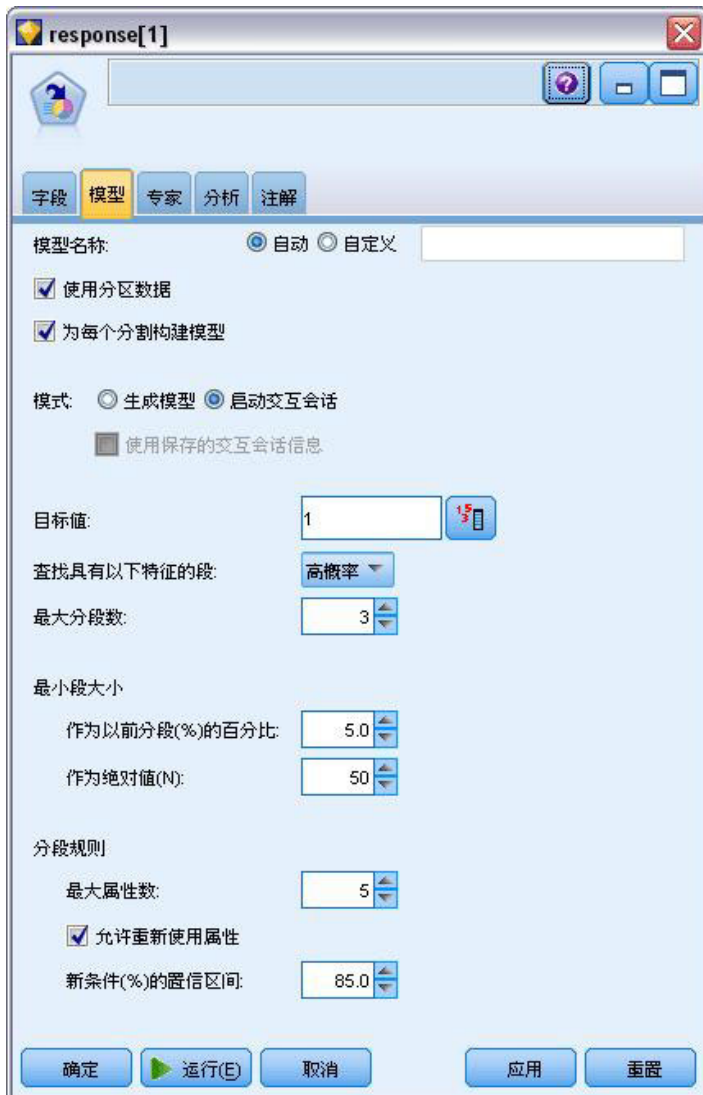 response[1]
字段 模型 专家 分析 注解
模型名称: 自动 自定义
使用分区数据
为每个分割构建模型
模式: 生成模型 启动交互会话
使用保存的交互会话信息
目标值: 1
查找具有以下特征的段: 高概率
最大分段数: 3
最小段大小
作为以前分段(%)的百分比: 5.0
作为绝对值(N): 50
分段规则
最大属性数: 5
允许重新使用属性
新条件(%)的置信区间: 85.0
确定 运行(E) 取消 应用 重置